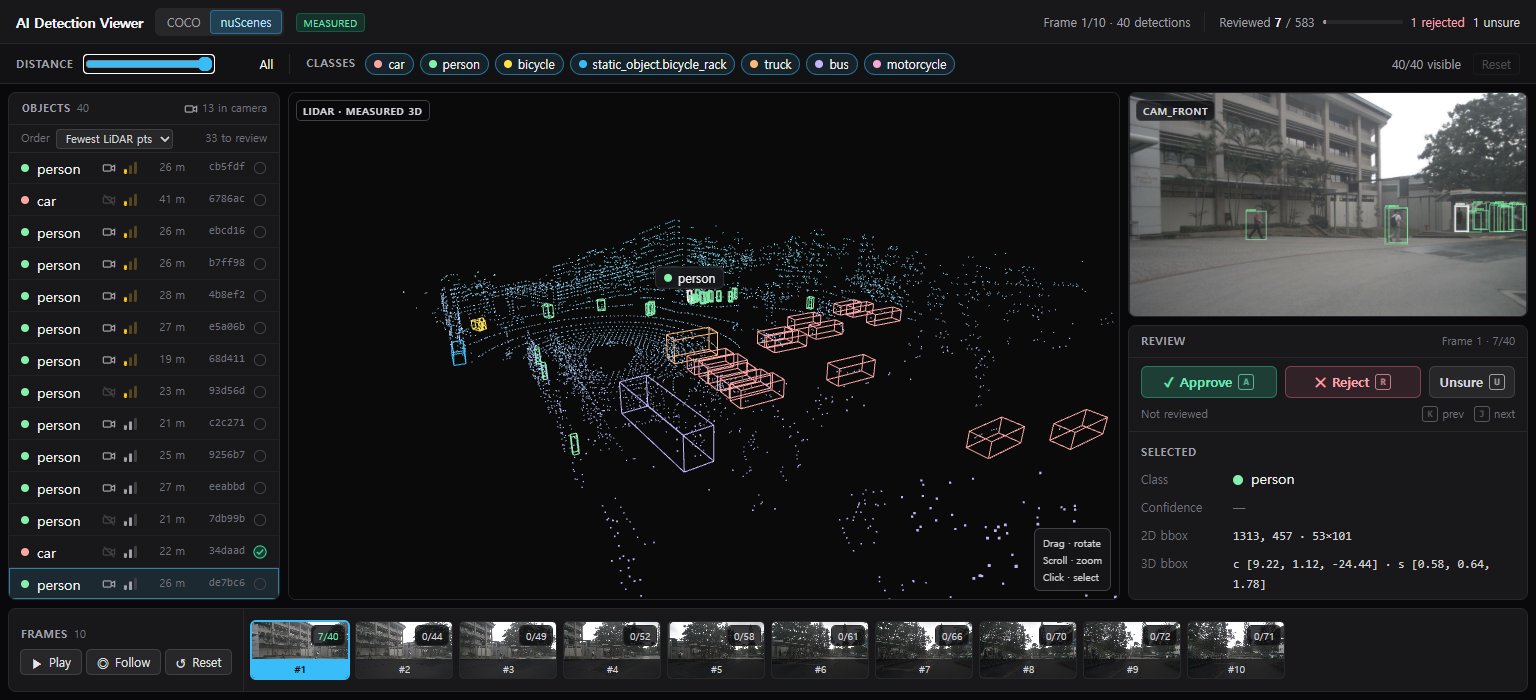 AI Detection Viewer COCO nuScenes MEASURED Frame 1/10 · 40 detections Reviewed 7 / 583 1 rejected 1 unsure
DISTANCE All CLASSES car person bicycle static_object.bicycle_rack truck bus motorcycle 40/40 visible Reset
OBJECTS 40 13 in camera
Order Fewest LiDAR pts 33 to review
person 26 m cb5fdf
car 41 m 6786ac
person 26 m ebcd16
person 26 m b7ff98
person 28 m 4b8ef2
person 27 m e5a06b
person 19 m 68d411
person 23 m 93d56d
person 21 m c2c271
person 25 m 9256b7
person 27 m eeabbd
person 21 m 7db99b
car 22 m 34daad
person 26 m de7bc6
LIDAR · MEASURED 3D
person
Drag · rotate
Scroll · zoom
Click · select
CAM_FRONT
REVIEW Frame 1 · 7/40
✓ Approve A ✕ Reject R Unsure U
Not reviewed K prev J next
SELECTED
Class person
Confidence —
2D bbox 1313, 457 · 53×101
3D bbox c [9.22, 1.12, -24.44] · s [0.58, 0.64,
1.78]
FRAMES 10
▶ Play ◎ Follow ↺ Reset
7/40 0/44 0/49 0/52 0/58 0/61 0/66 0/70 0/72 0/71
#1 #2 #3 #4 #5 #6 #7 #8 #9 #10